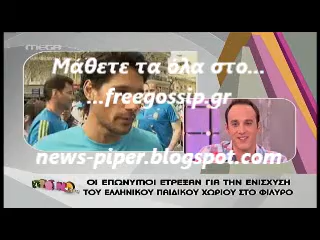 MEGA
Μάθετε τα όλα στο...
...freegossip.gr
news-piper.blogspot.com
ΟΙ ΕΠΩΝΥΜΟΙ ΕΤΡΕΞΑΝ ΓΙΑ ΤΗΝ ΕΝΙΣΧΥΣΗ
ΤΟΥ ΕΛΛΗΝΙΚΟΥ ΠΑΙΔΙΚΟΥ ΧΩΡΙΟΥ ΣΤΟ ΦΙΛΥΡΟ